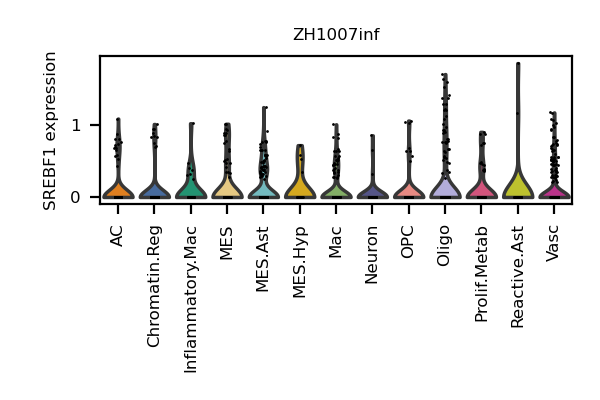 ZH1007inf
SREBF1 expression
1
0
AC
Chromatin.Reg
Inflammatory.Mac
MES
MES.Ast
MES.Hyp
Mac
Neuron
OPC
Oligo
Prolif.Metab
Reactive.Ast
Vasc